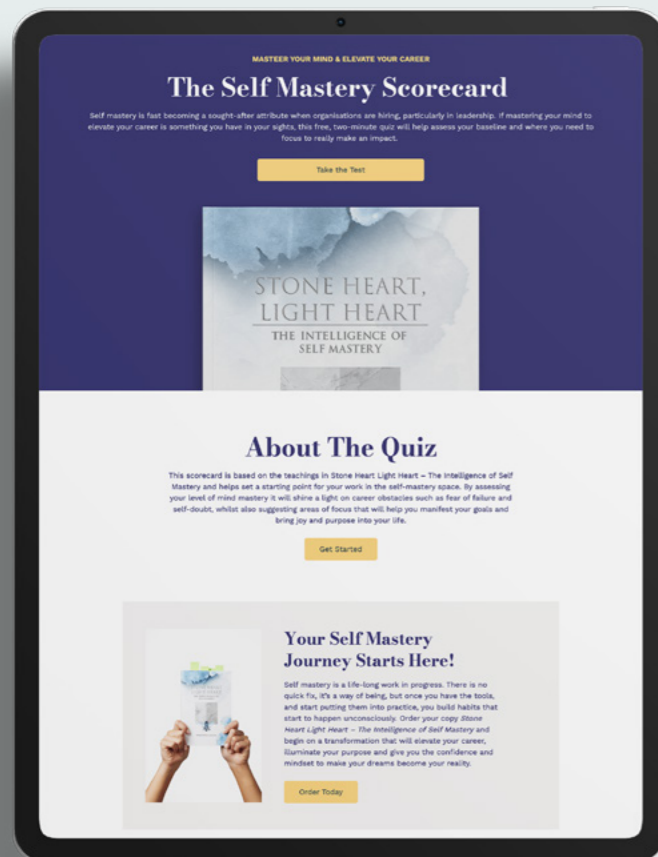 MASTEER YOUR MIND & ELEVATE YOUR CAREER
The Self Mastery Scorecard
Self mastery is fast becoming a sought-after attribute when organisations are hiring, particularly in leadership. If mastering your mind to
elevate your career is something you have in your sights, this free, two-minute quiz will help assess your baseline and where you need to
focus to really make an impact.
Take the Test
STONE HEART,
LIGHT HEART
THE INTELLIGENCE OF
SELF MASTERY
About The Quiz
This scorecard is based on the teachings in Stone Heart Light Heart – The Intelligence of Self
Mastery and helps set a starting point for your work in the self-mastery space. By assessing
your level of mind mastery it will shine a light on career obstacles such as fear of failure and
self-doubt, whilst also suggesting areas of focus that will help you manifest your goals and
bring joy and purpose into your life.
Get Started
STONE HEART,
LIGHT HEART
Your Self Mastery
Journey Starts Here!
Self mastery is a life-long work in progress. There is no
quick fix, it's a way of being, but once you have the tools,
and start putting them into practice, you build habits that
start to happen unconsciously. Order your copy Stone
Heart Light Heart – The Intelligence of Self Mastery and
begin on a transformation that will elevate your career,
illuminate your purpose and give you the confidence and
mindset to make your dreams become your reality.
Order Today